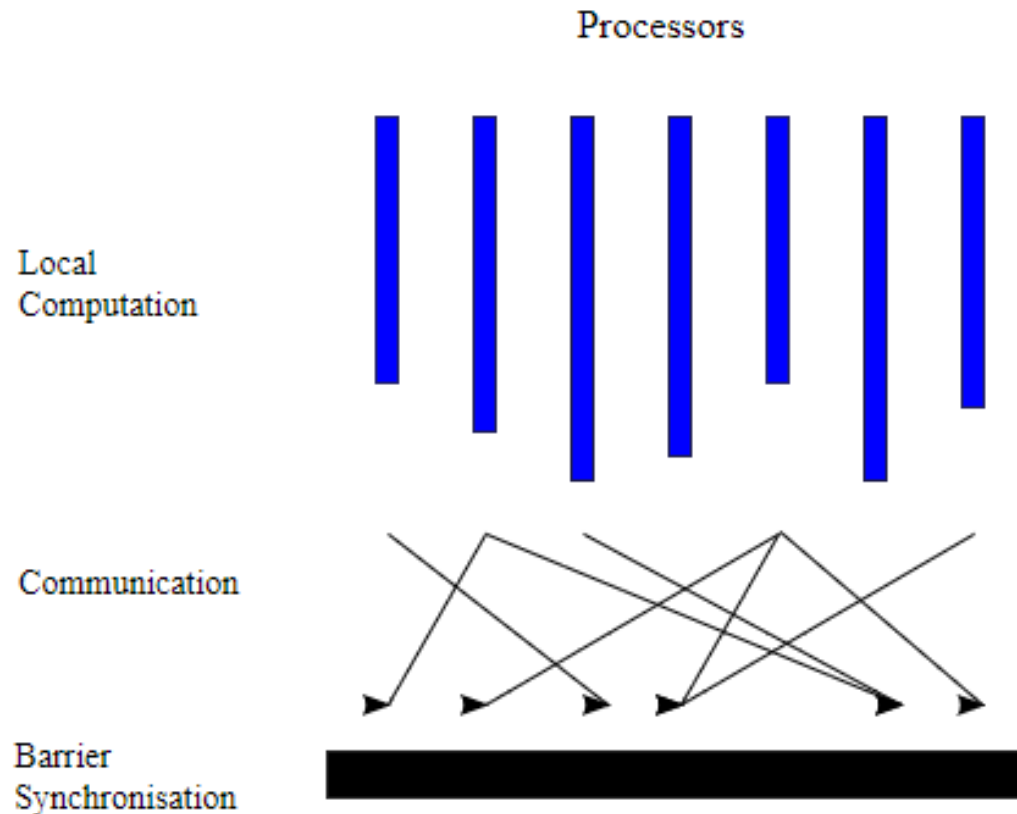 Processors
Local
Computation
Communication
Barrier
Synchronisation